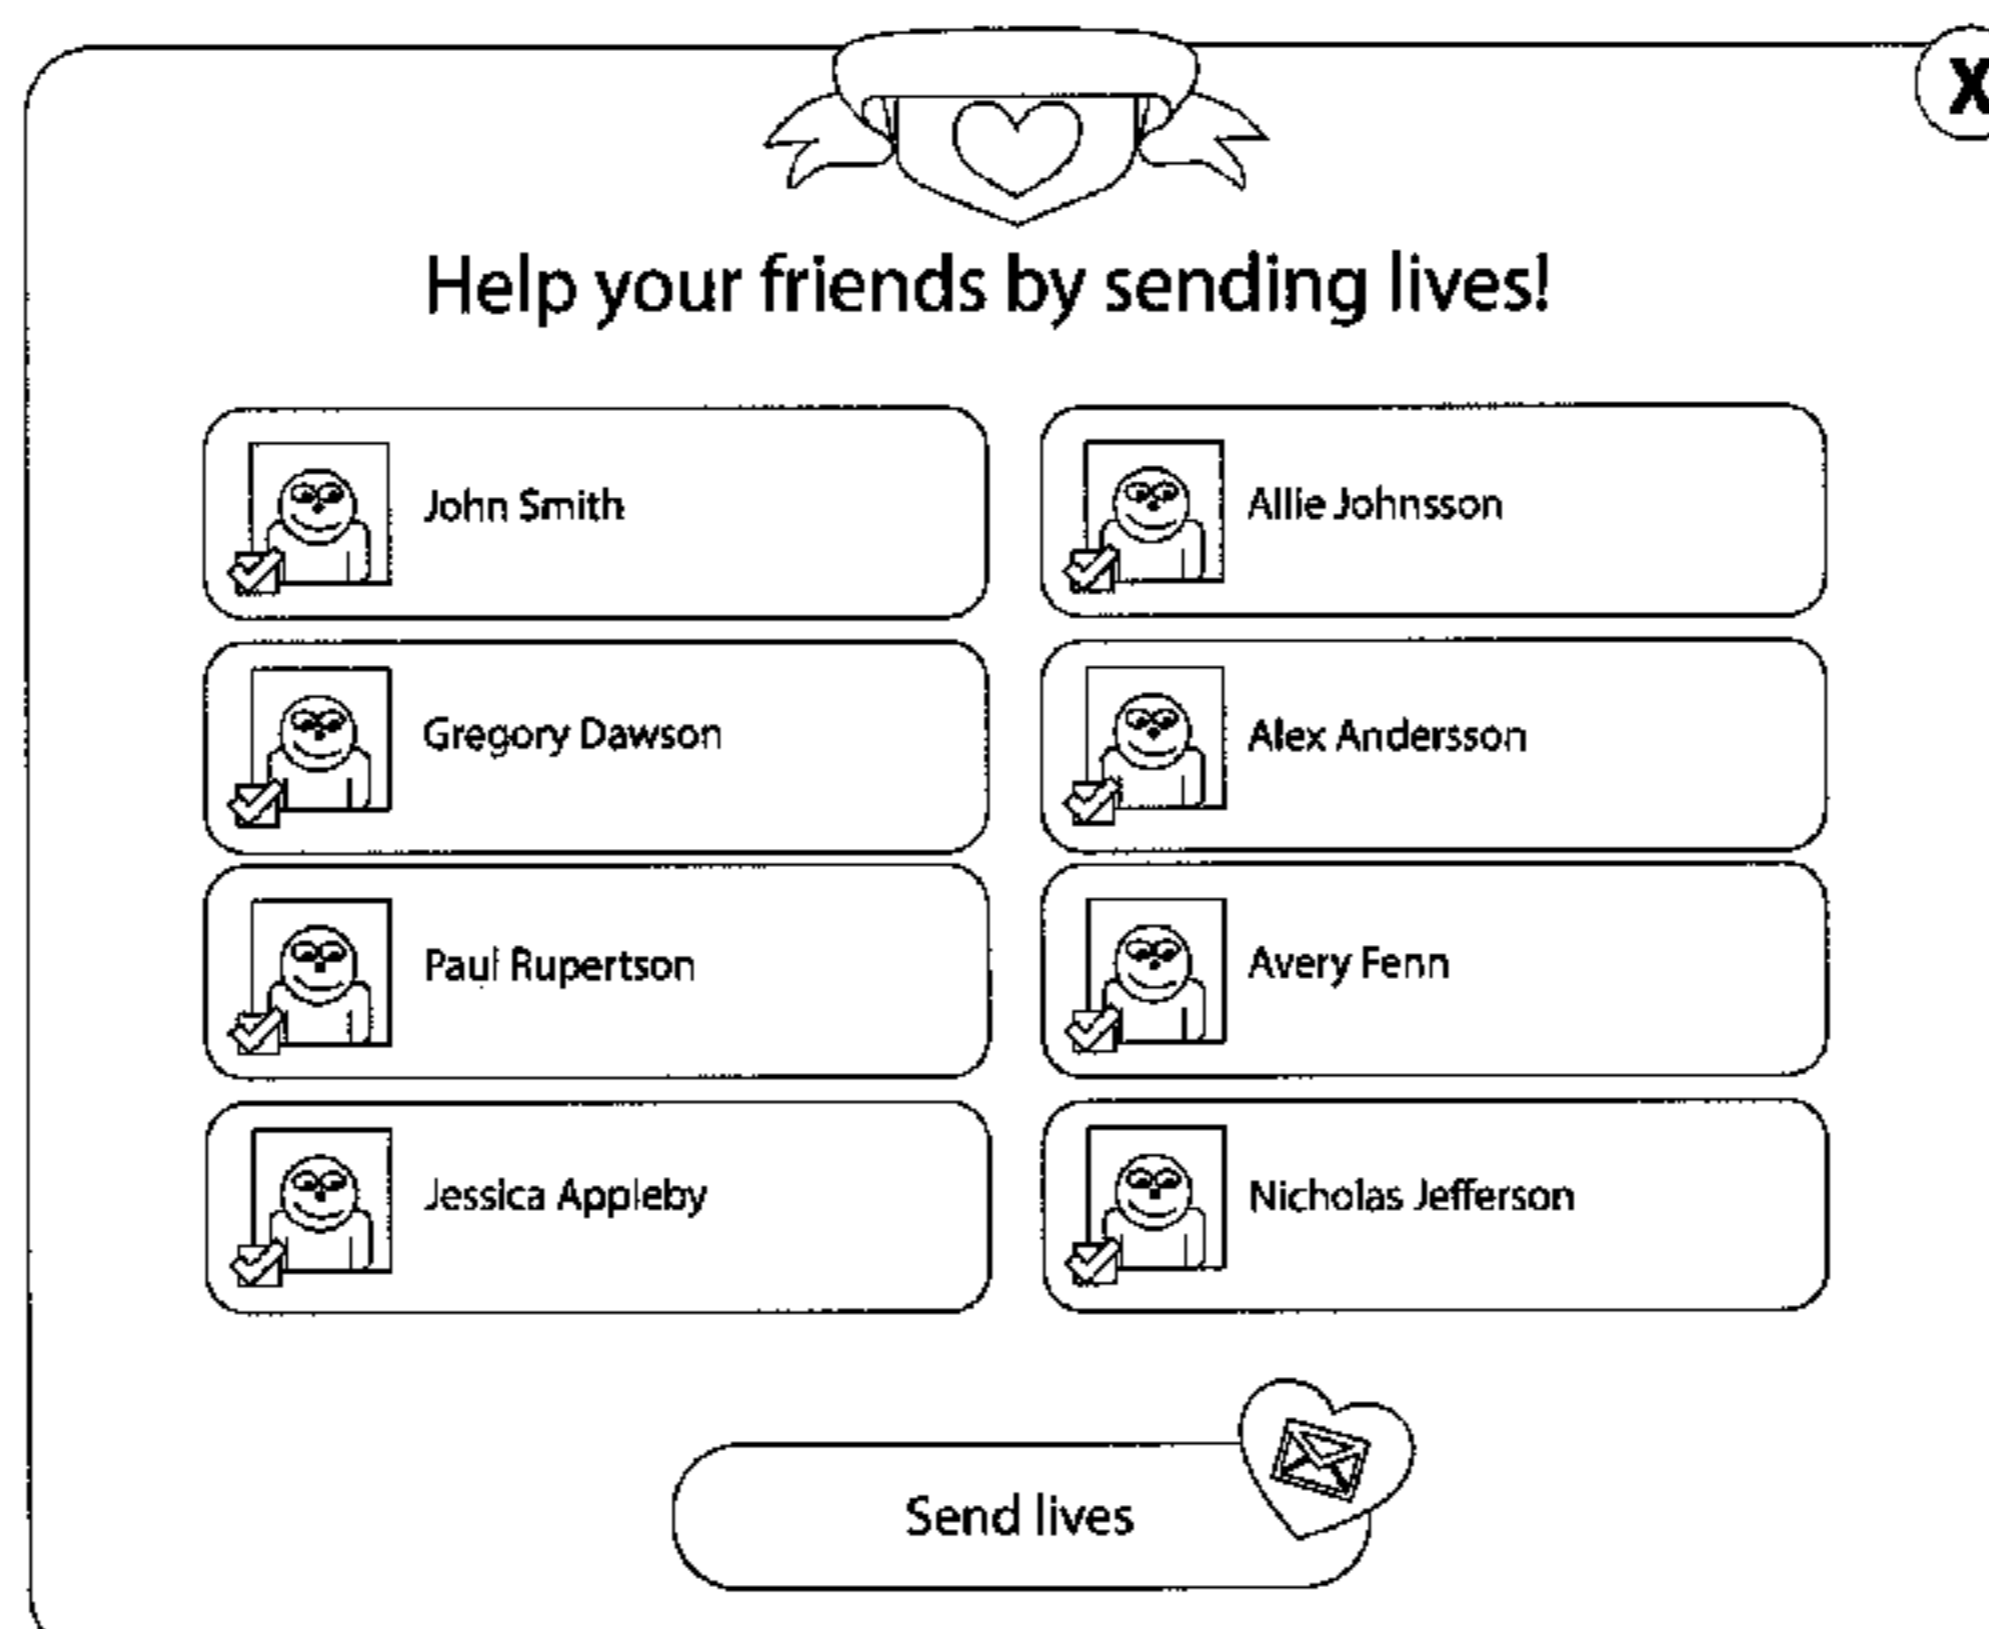 X
Help your friends by sending lives!
John Smith
Allie Johnsson
Gregory Dawson
Alex Andersson
Paul Rupertson
Avery Fenn
Jessica Appleby
Nicholas Jefferson
Send lives